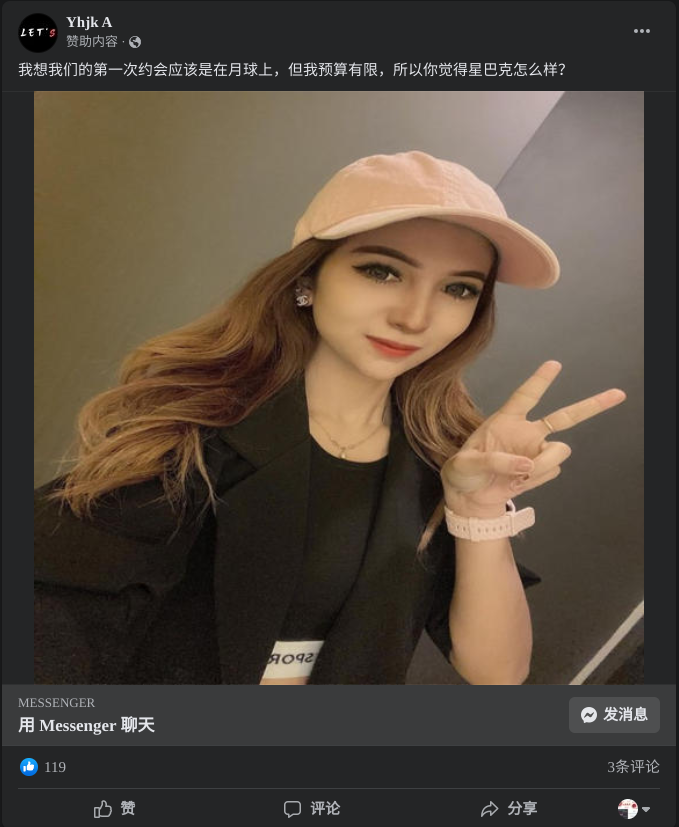 LET'S
Yhjk A
赞助内容 ·
我想我们的第一次约会应该是在月球上，但我预算有限，所以你觉得星巴克怎么样？
SPOR
MESSENGER
用 Messenger 聊天
发消息
119
3条评论
赞
评论
分享